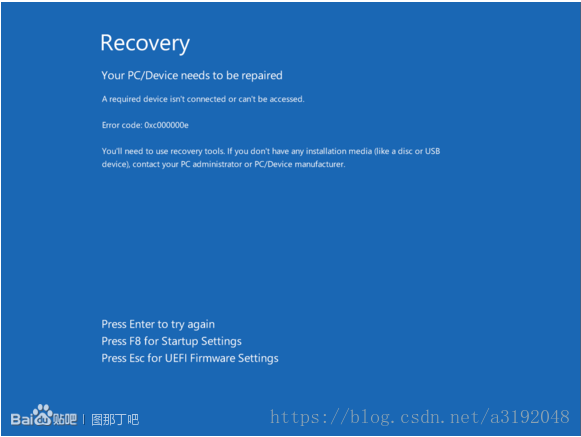 Recovery
Your PC/Device needs to be repaired
A required device isn't connected or can't be accessed.
Error code: 0xc000000e
You'll need to use recovery tools. If you don't have any installation media (like a disc or USB
device), contact your PC administrator or PC/Device manufacturer.
Press Enter to try again
Press F8 for Startup Settings
Press Esc for UEFI Firmware Settings
Bai du 贴吧 | 图那丁吧
https://blog.csdn.net/a3192048